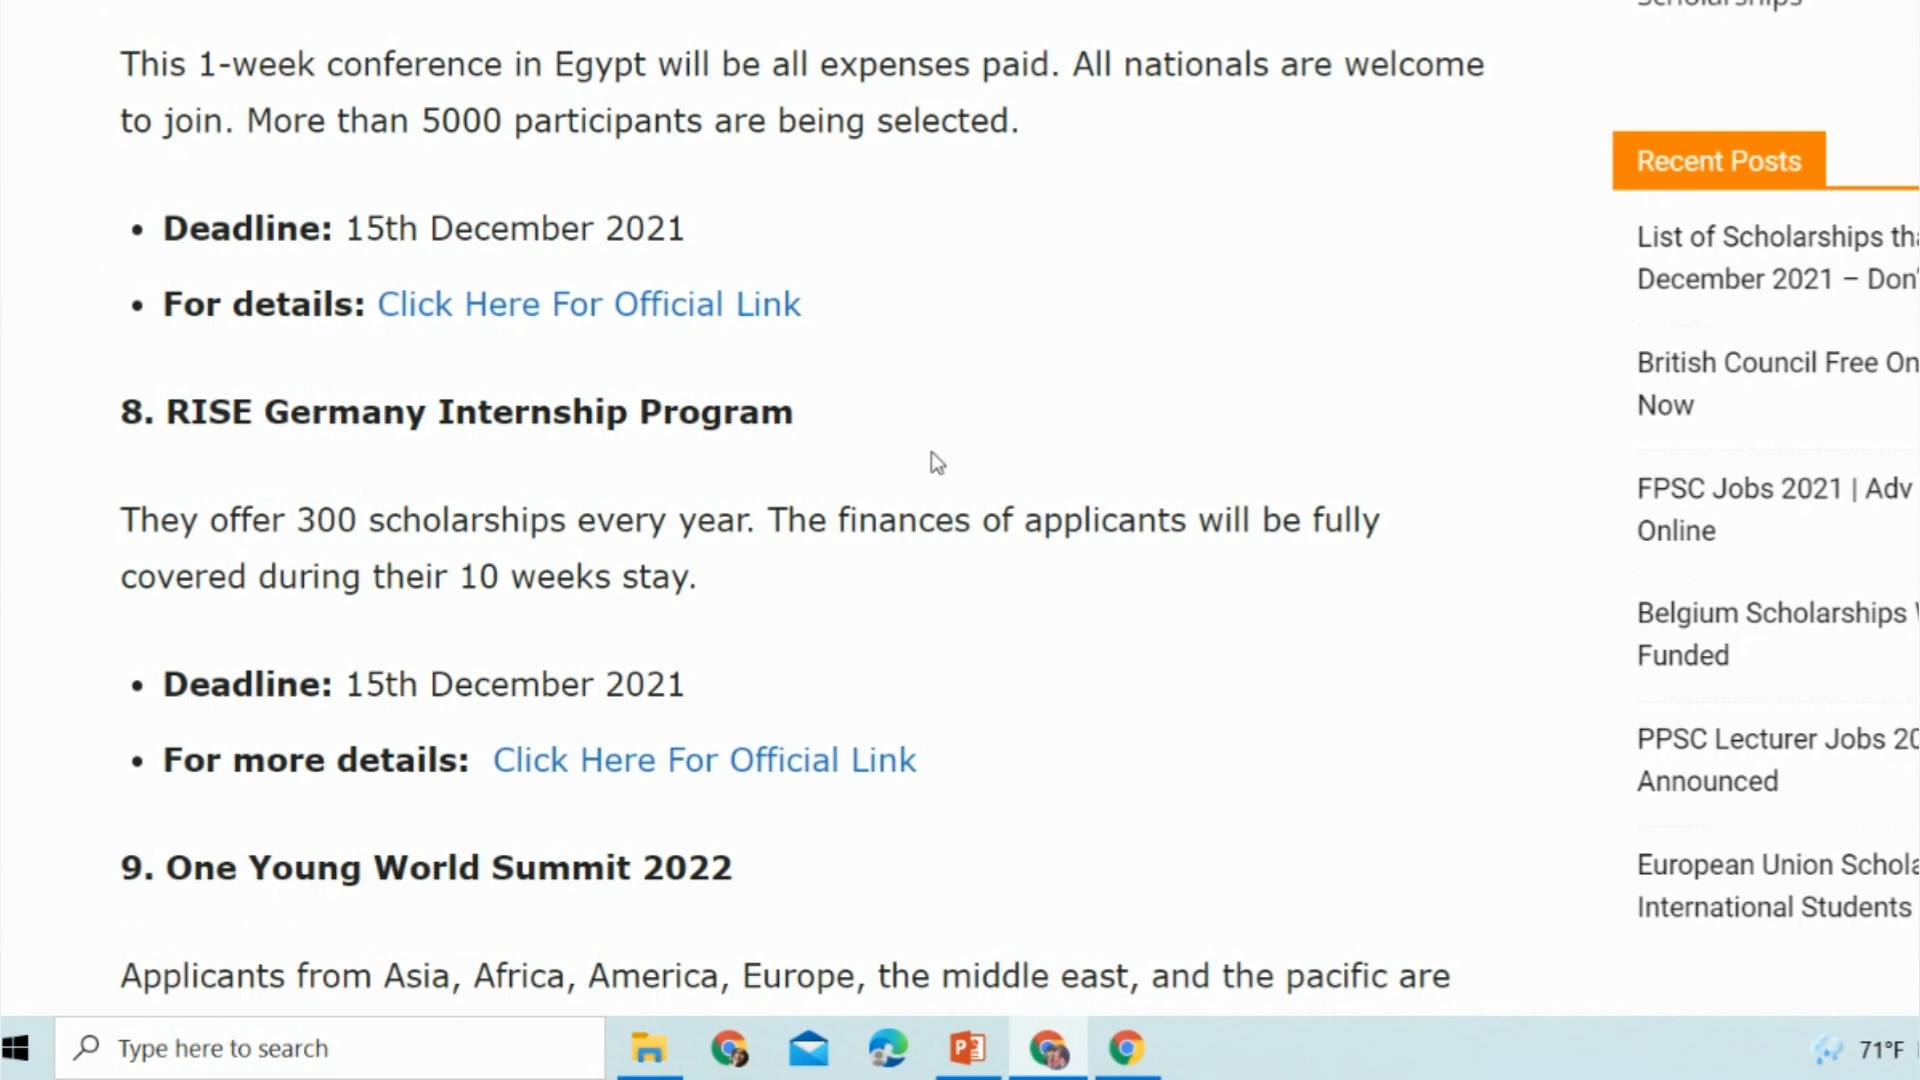 Scholarships
This 1-week conference in Egypt will be all expenses paid. All nationals are welcome
to join. More than 5000 participants are being selected.
• Deadline: 15th December 2021
• For details: Click Here For Official Link
8. RISE Germany Internship Program
They offer 300 scholarships every year. The finances of applicants will be fully
covered during their 10 weeks stay.
• Deadline: 15th December 2021
• For more details: Click Here For Official Link
9. One Young World Summit 2022
Applicants from Asia, Africa, America, Europe, the middle east, and the pacific are
Recent Posts
List of Scholarships tha
December 2021 – Don'
British Council Free On
Now
FPSC Jobs 2021 | Adv
Online
Belgium Scholarships
Funded
PPSC Lecturer Jobs 20
Announced
European Union Schola
International Students
Type here to search
71°F